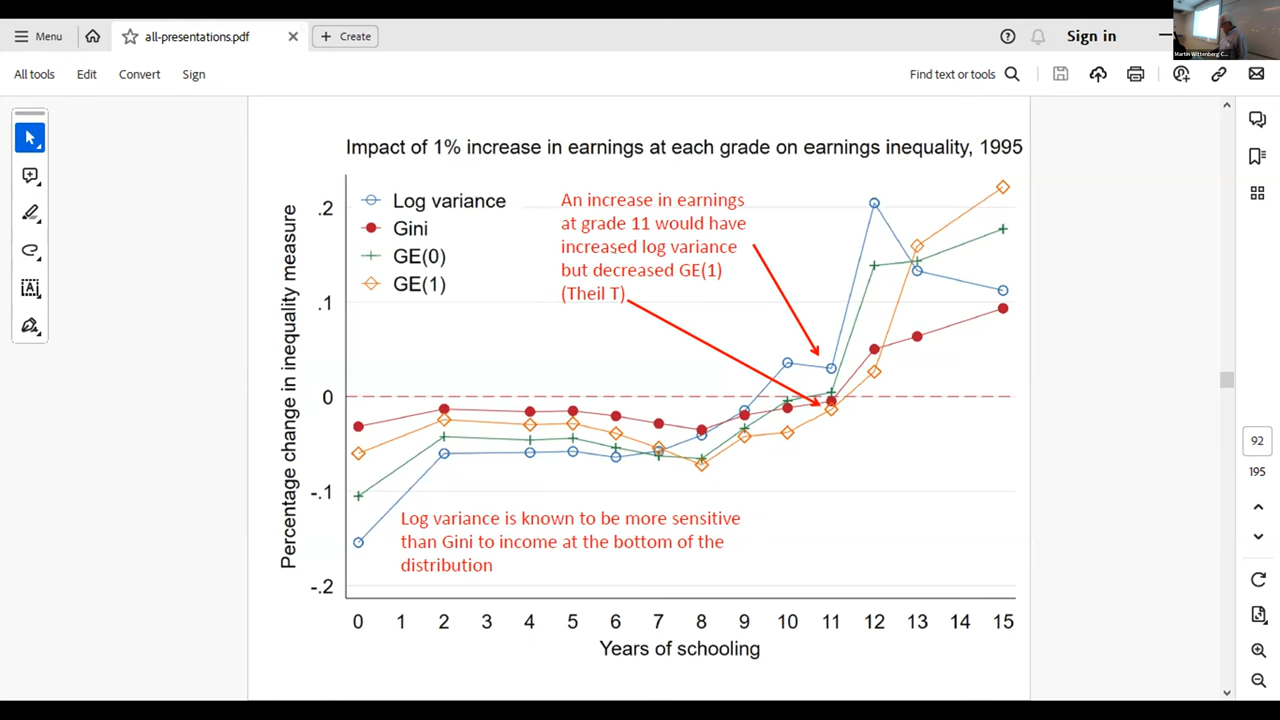 Menu
all-presentations.pdf
Create
Sign in
Martin Wittenberg C...
All tools
Edit
Convert
Sign
Find text or tools
Impact of 1% increase in earnings at each grade on earnings inequality, 1995
Percentage change in inequality measure
.2
.1
0
-.1
-.2
Log variance
Gini
GE(0)
GE(1)
An increase in earnings
at grade 11 would have
increased log variance
but decreased GE(1)
(Theil T)
Log variance is known to be more sensitive
than Gini to income at the bottom of the
distribution
0 1 2 3 4 5 6 7 8 9 10 11 12 13 14 15
Years of schooling
92
195